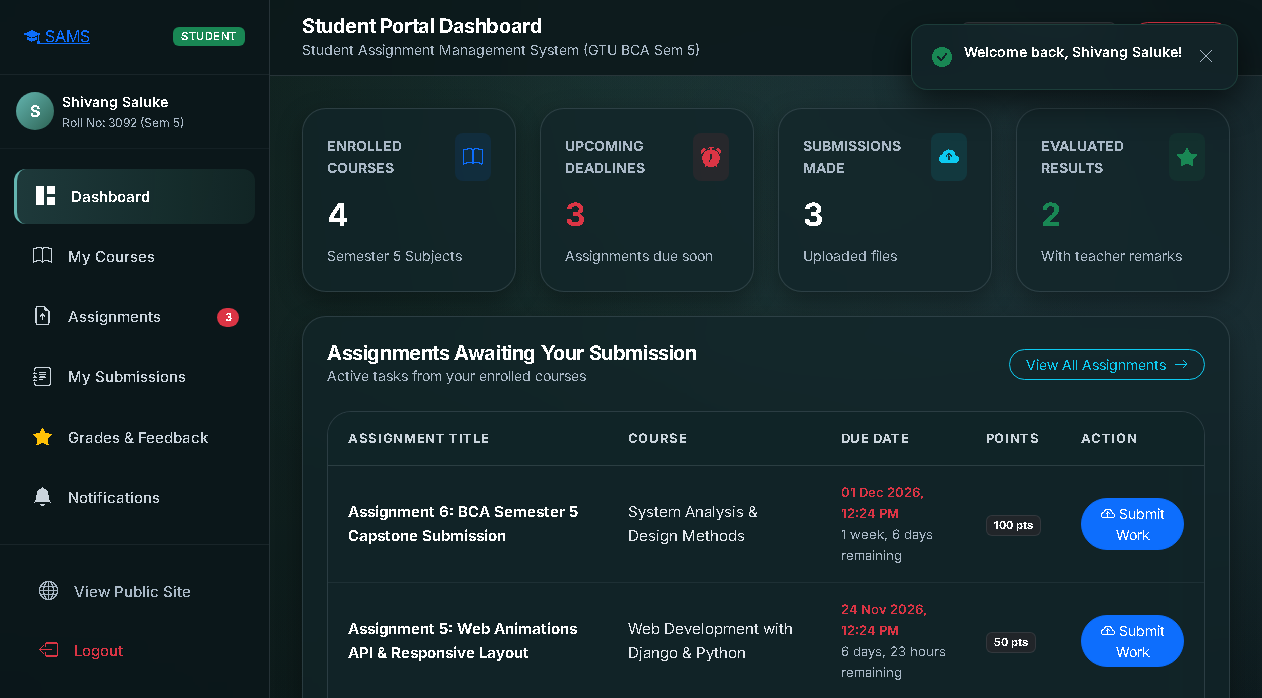 SAMS
STUDENT
S
Shivang Saluke
Roll No: 3092 (Sem 5)
Dashboard
My Courses
Assignments
3
My Submissions
Grades & Feedback
Notifications
View Public Site
Logout
Student Portal Dashboard
Student Assignment Management System (GTU BCA Sem 5)
Welcome back, Shivang Saluke!
ENROLLED
COURSES
4
Semester 5 Subjects
UPCOMING
DEADLINES
3
Assignments due soon
SUBMISSIONS
MADE
3
Uploaded files
EVALUATED
RESULTS
2
With teacher remarks
Assignments Awaiting Your Submission
Active tasks from your enrolled courses
View All Assignments →
ASSIGNMENT TITLE COURSE DUE DATE POINTS ACTION
Assignment 6: BCA Semester 5
Capstone Submission
System Analysis &
Design Methods
01 Dec 2026,
12:24 PM
1 week, 6 days
remaining
100 pts
Submit
Work
Assignment 5: Web Animations
API & Responsive Layout
Web Development with
Django & Python
24 Nov 2026,
12:24 PM
6 days, 23 hours
remaining
50 pts
Submit
Work